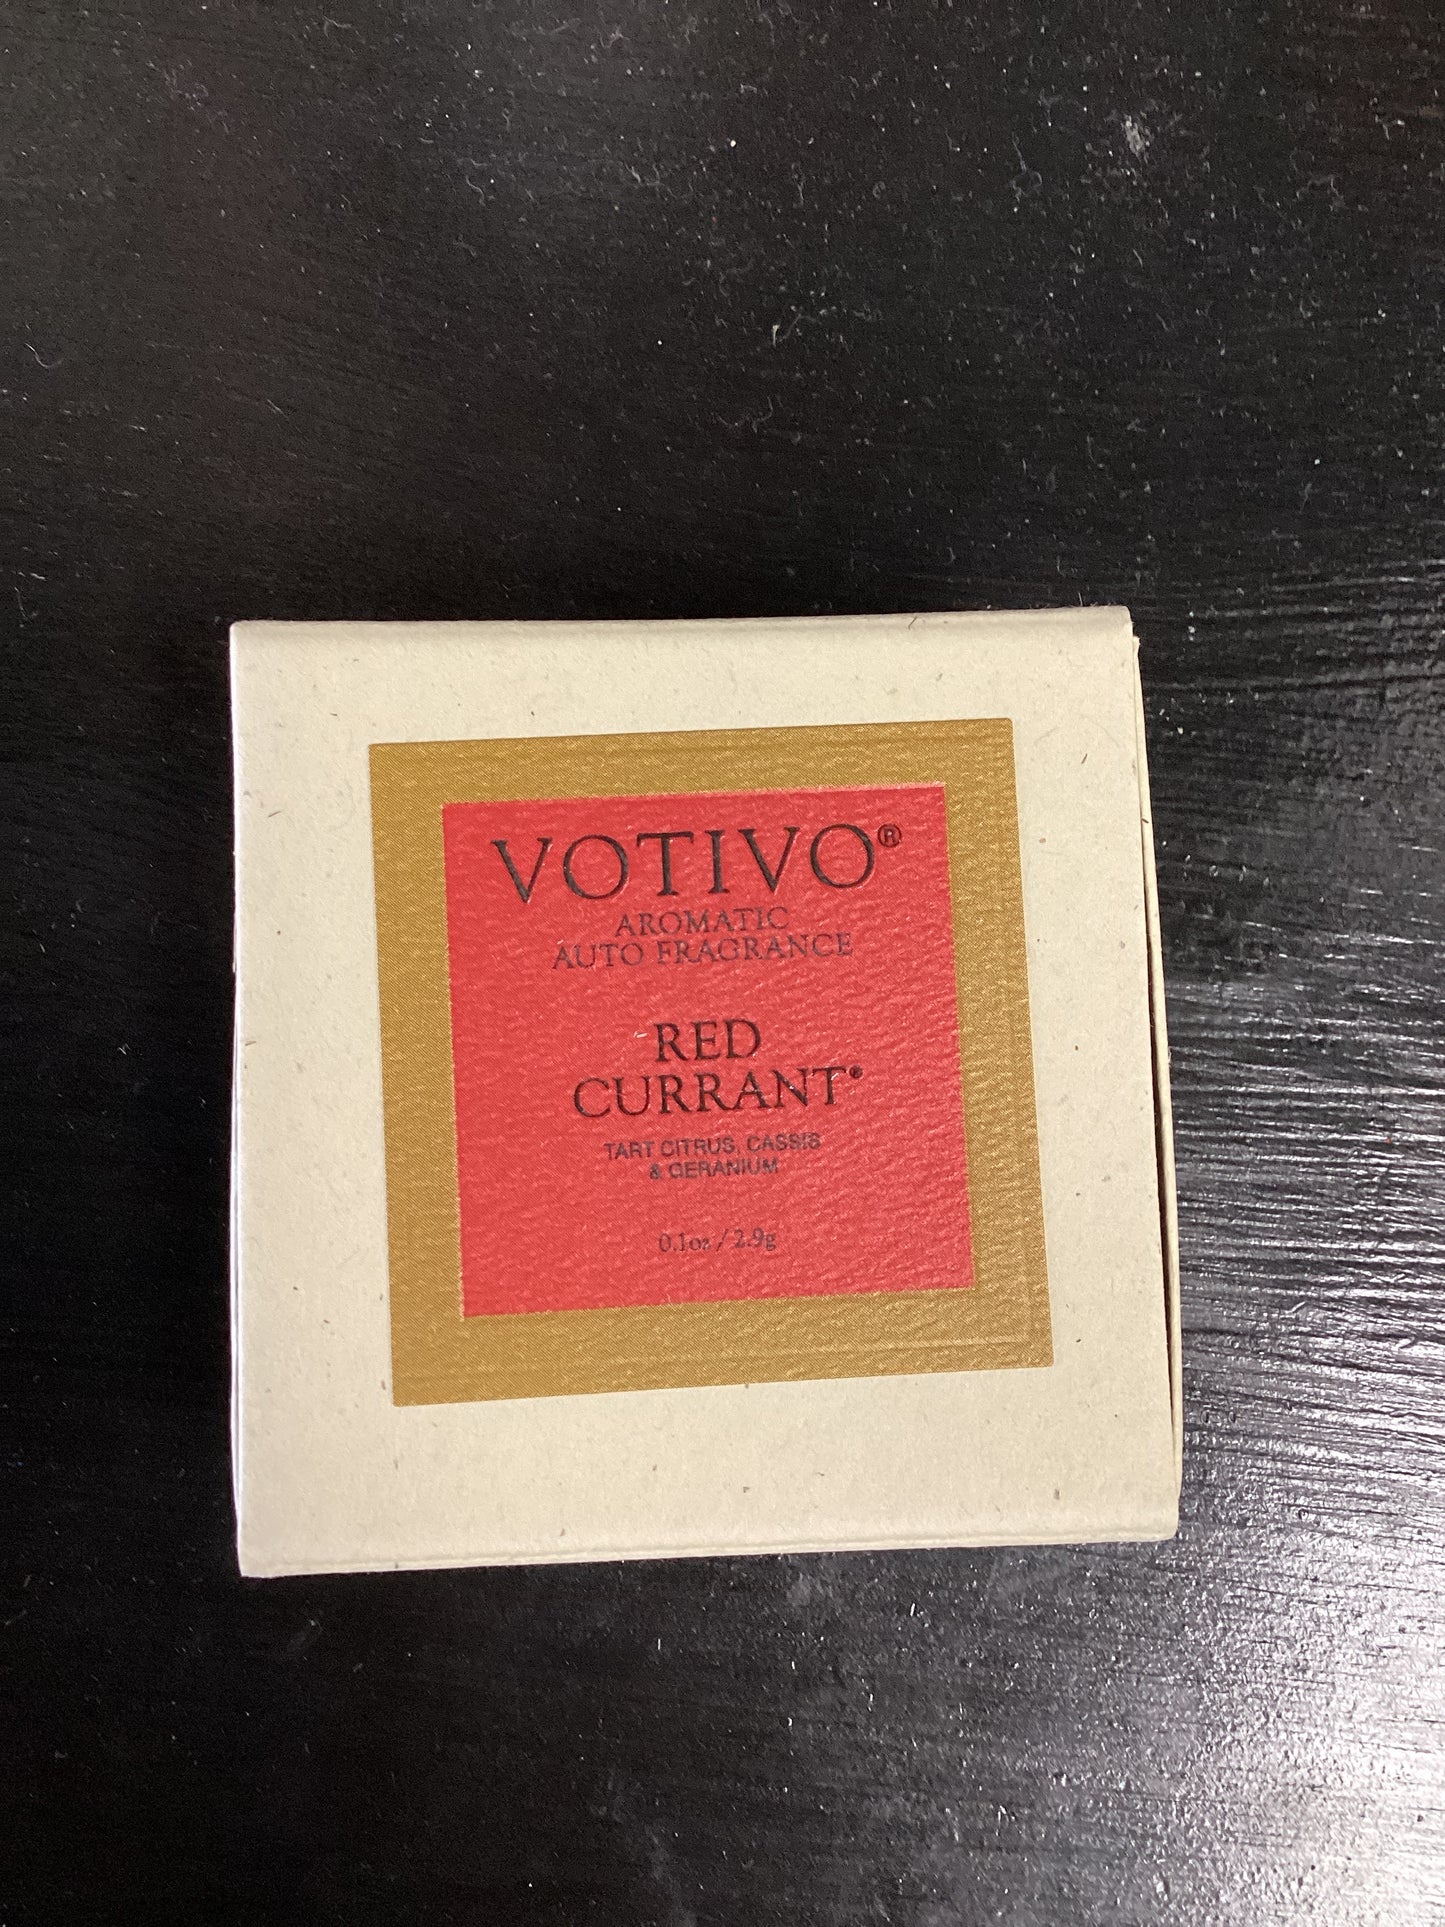 VOTIVO®
AROMATIC
AUTO FRAGRANCE
RED
CURRANT®
TART CITRUS, CASSIS
& GERANIUM
0.1oz / 2.9g